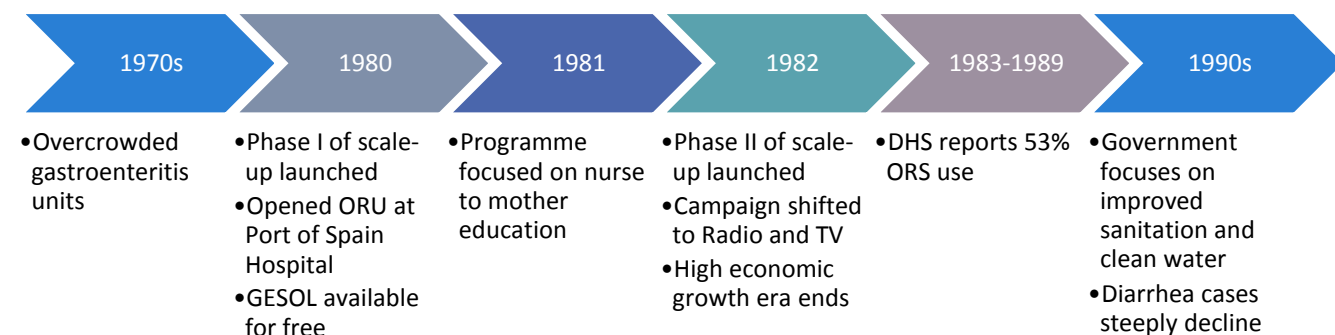 1970s
1980
1981
1982
1983-1989
1990s
•Overcrowded
gastroenteritis
units
•Phase I of scale-
up launched
•Opened ORU at
Port of Spain
Hospital
•GESOL available
for free
•Programme
focused on nurse
to mother
education
•Phase II of scale-
up launched
•Campaign shifted
to Radio and TV
•High economic
growth era ends
•DHS reports 53%
ORS use
•Government
focuses on
improved
sanitation and
clean water
•Diarrhea cases
steeply decline